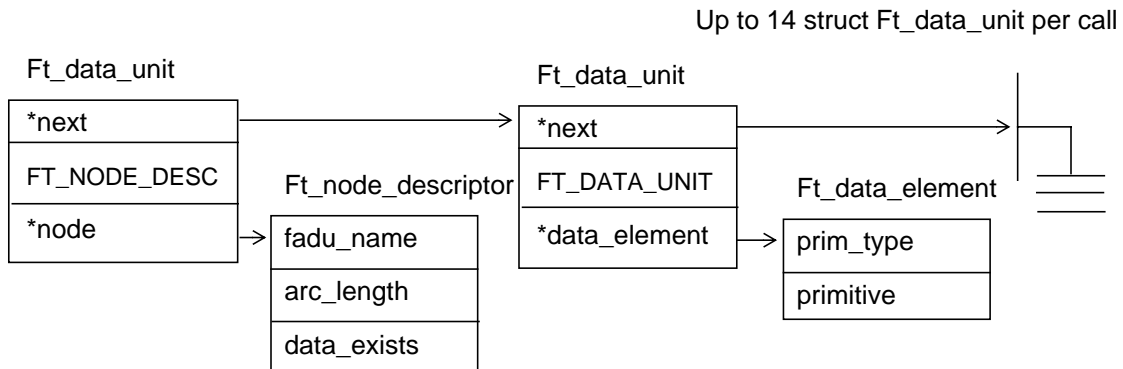 Up to 14 struct Ft_data_unit per call
Ft_data_unit
*next
FT_NODE_DESC
*node
Ft_node_descriptor
fadu_name
arc_length
data_exists
Ft_data_unit
*next
FT_DATA_UNIT
*data_element
Ft_data_element
prim_type
primitive